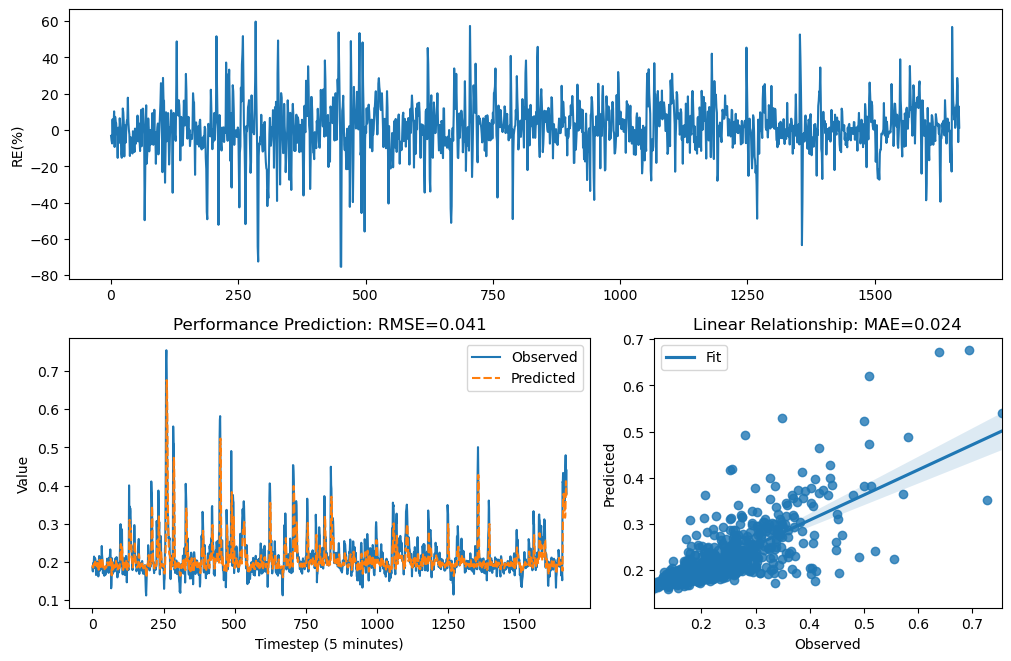 60
40
20
0
−20
−40
−60
−80
RE(%)
0 250 500 750 1000 1250 1500
Performance Prediction: RMSE=0.041
Observed
Predicted
0.7
0.6
0.5
0.4
0.3
0.2
0.1
Value
0 250 500 750 1000 1250 1500
Timestep (5 minutes)
Linear Relationship: MAE=0.024
Fit
0.7
0.6
0.5
0.4
0.3
0.2
Predicted
0.2 0.3 0.4 0.5 0.6 0.7
Observed